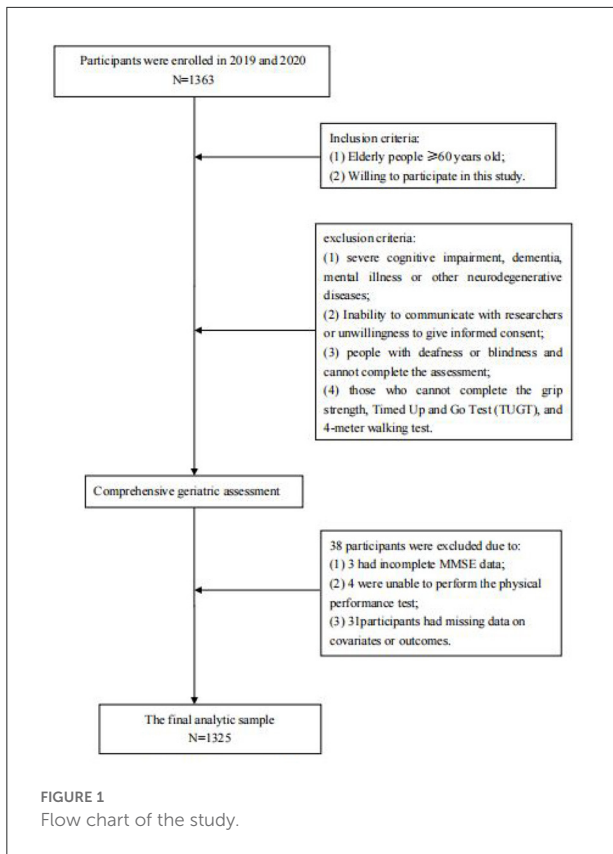 Participants were enrolled in 2019 and 2020
N=1363
Inclusion criteria:
(1) Elderly people ≥60 years old;
(2) Willing to participate in this study.
exclusion criteria:
(1) severe cognitive impairment, dementia,
mental illness or other neurodegenerative
diseases;
(2) Inability to communicate with researchers
or unwillingness to give informed consent;
(3) people with deafness or blindness and
cannot complete the assessment;
(4) those who cannot complete the grip
strength, Timed Up and Go Test (TUGT), and
4-meter walking test.
Comprehensive geriatric assessment
38 participants were excluded due to:
(1) 3 had incomplete MMSE data;
(2) 4 were unable to perform the physical
performance test;
(3) 31participants had missing data on
covariates or outcomes.
The final analytic sample
N=1325
FIGURE 1
Flow chart of the study.